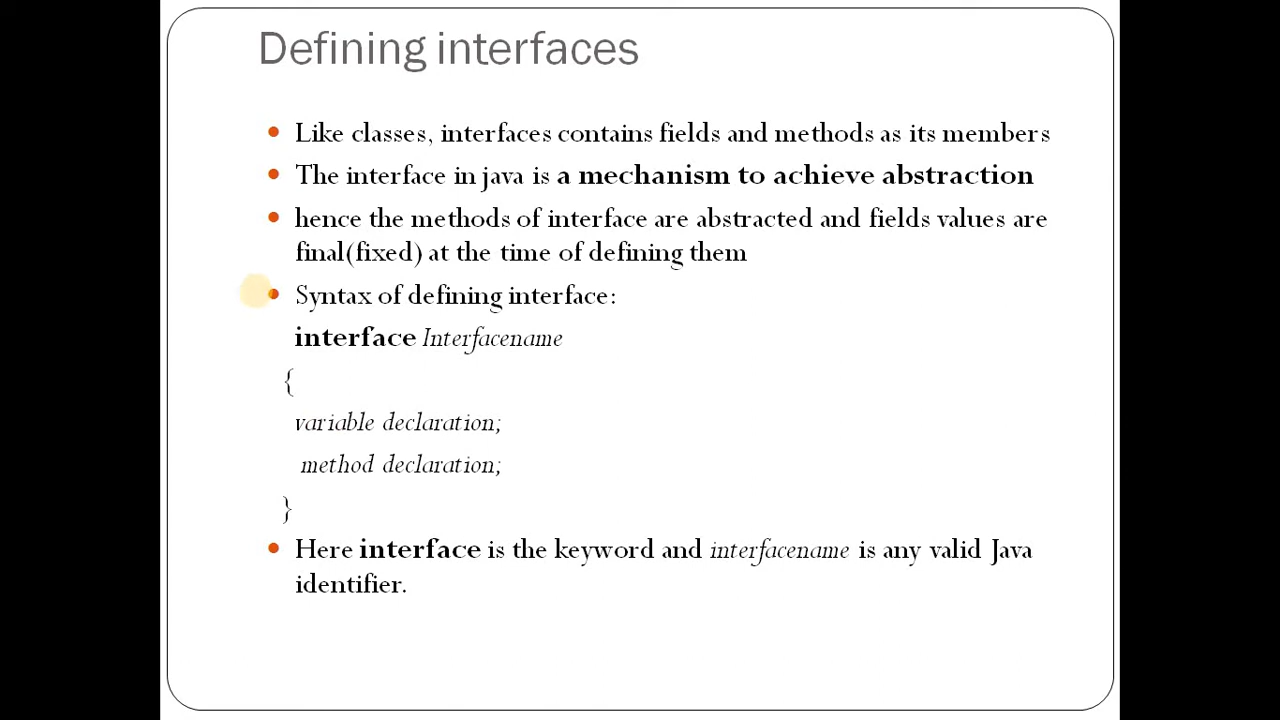 Defining interfaces
Like classes, interfaces contains fields and methods as its members
The interface in java is a mechanism to achieve abstraction
hence the methods of interface are abstracted and fields values are
final(fixed) at the time of defining them
Syntax of defining interface:
interface Interfacename
{
variable declaration;
method declaration;
}
Here interface is the keyword and interfacename is any valid Java
identifier.